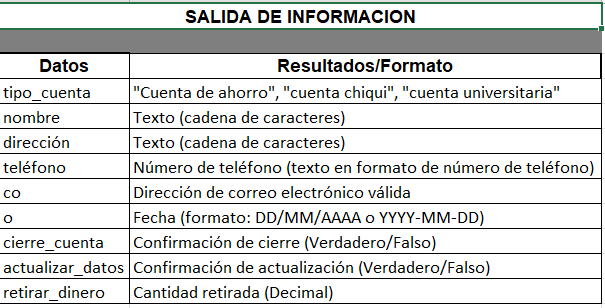 SALIDA DE INFORMACION
Datos Resultados/Formato
tipo_cuenta "Cuenta de ahorro", "cuenta chiqui", "cuenta universitaria"
nombre Texto (cadena de caracteres)
dirección Texto (cadena de caracteres)
teléfono Número de teléfono (texto en formato de número de teléfono)
co Dirección de correo electrónico válida
o Fecha (formato: DD/MM/AAAA o YYYY-MM-DD)
cierre_cuenta Confirmación de cierre (Verdadero/Falso)
actualizar_datos Confirmación de actualización (Verdadero/Falso)
retirar_dinero Cantidad retirada (Decimal)